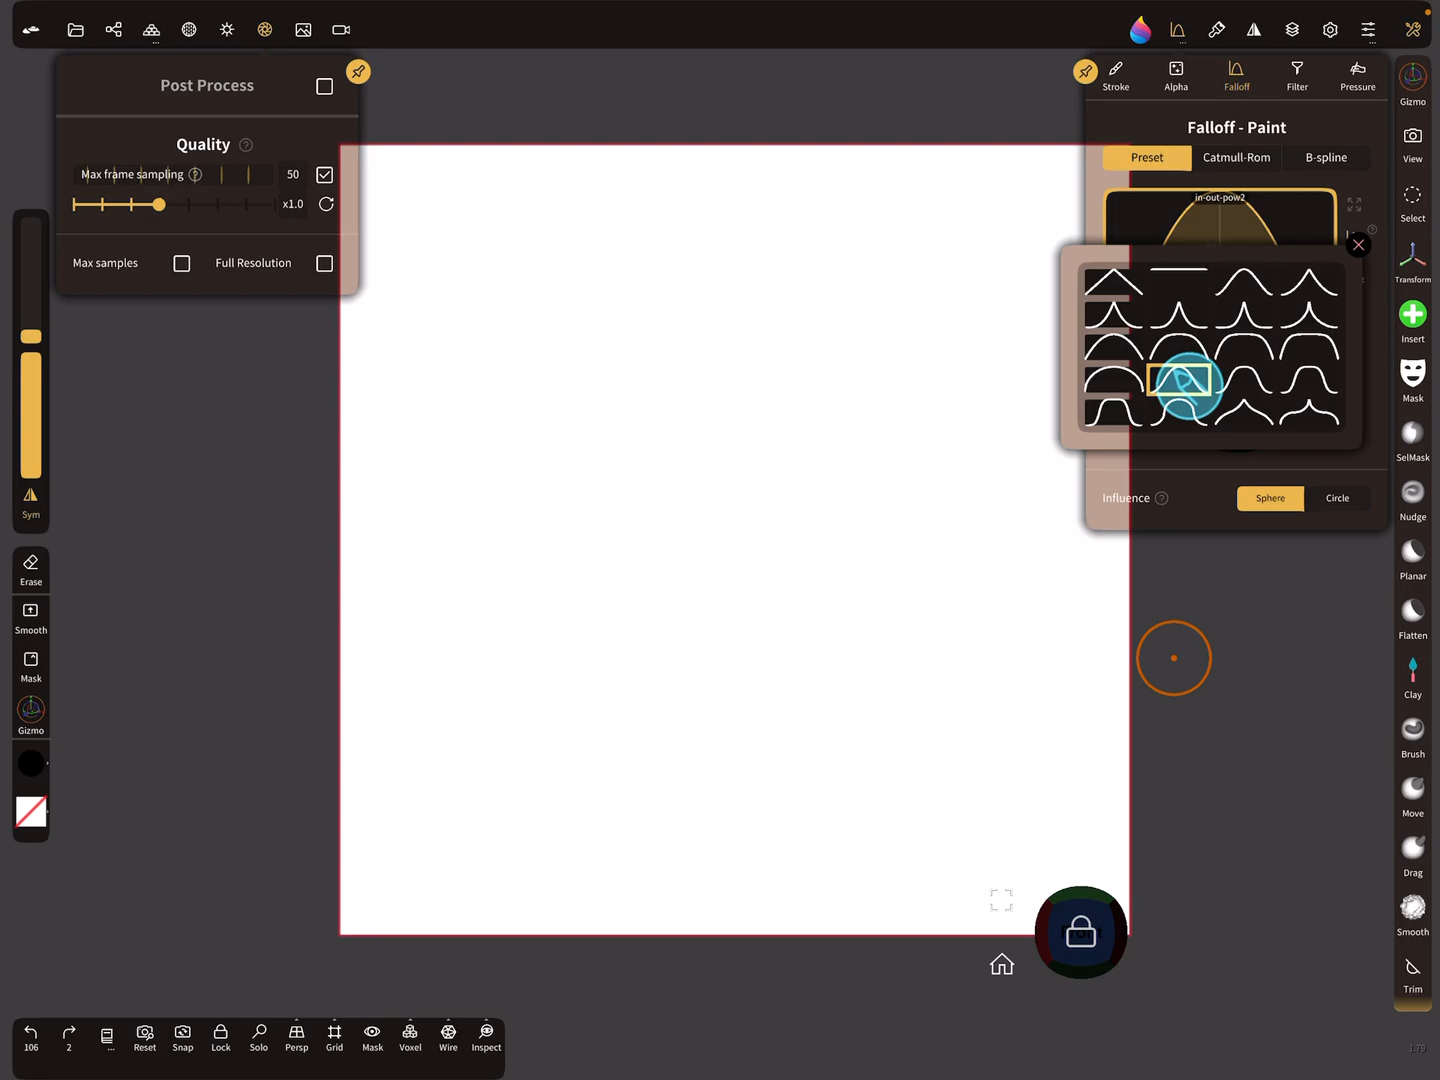 Post Process
Quality
Max frame sampling
50
x1.0
Max samples
Full Resolution
Stroke
Alpha
Falloff
Filter
Pressure
Falloff - Paint
Preset
Catmull-Rom
B-spline
in-out-pow2
Influence
Sphere
Circle
Sym
Erase
Smooth
Mask
Gizmo
Gizmo
View
Select
Transform
Insert
Mask
SelMask
Nudge
Planar
Flatten
Clay
Brush
Move
Drag
Smooth
Trim
106
2
Reset
Snap
Lock
Solo
Persp
Grid
Mask
Voxel
Wire
Inspect
1.79